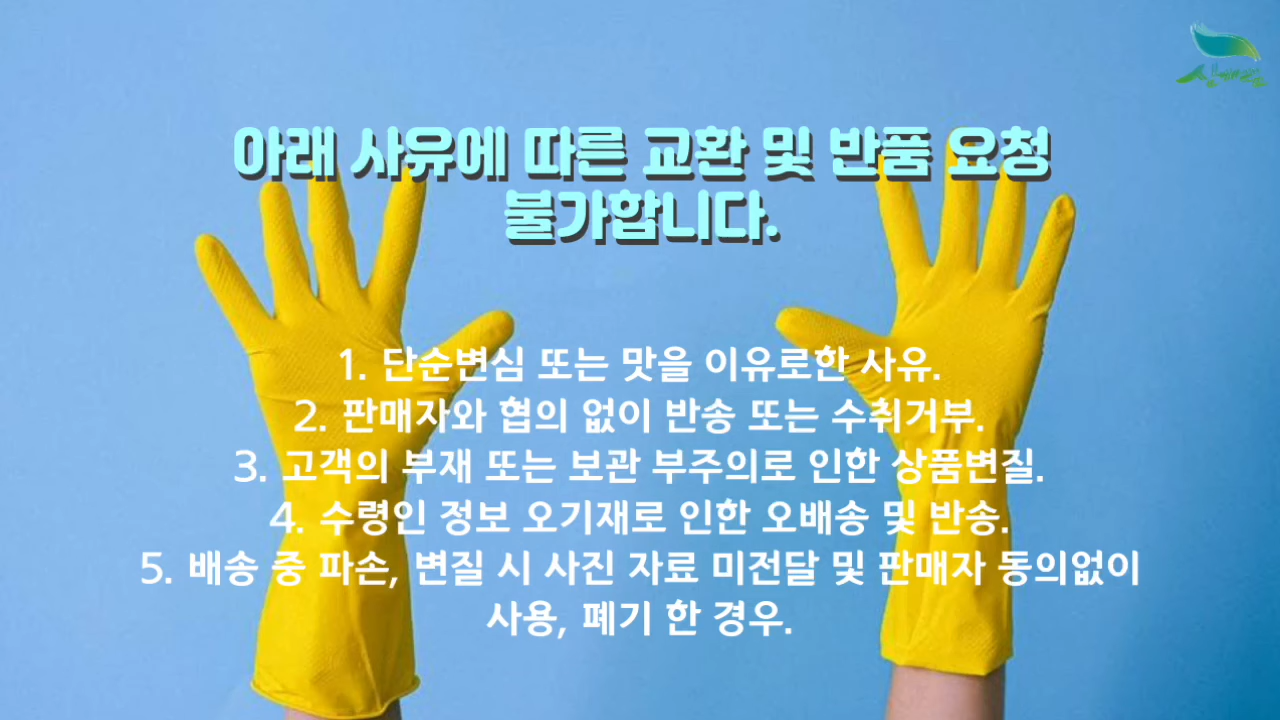 아래 사유에 따른 교환 및 반품 요청
불가합니다.
1. 단순변심 또는 맛을 이유로한 사유.
2. 판매자와 협의 없이 반송 또는 수취거부.
3. 고객의 부재 또는 보관 부주의로 인한 상품변질.
4. 수령인 정보 오기재로 인한 오배송 및 반송.
5. 배송 중 파손, 변질 시 사진 자료 미전달 및 판매자 동의없이
사용, 폐기 한 경우.